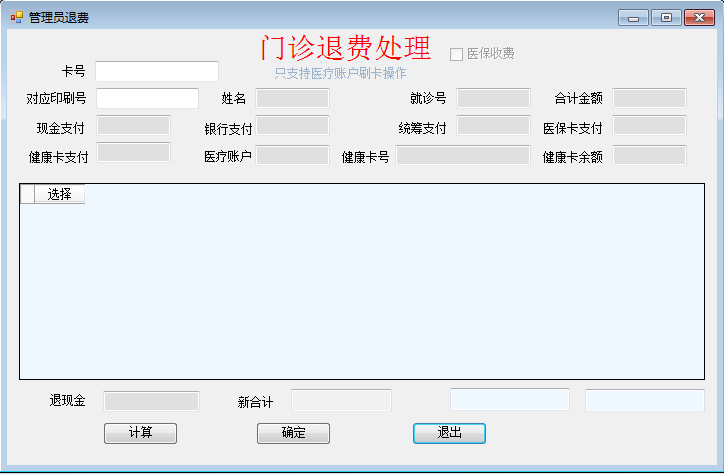 管理员退费
门诊退费处理 医保收费
卡号 只支持医疗账户刷卡操作
对应印刷号 姓名 就诊号 合计金额
现金支付 银行支付 统筹支付 医保卡支付
健康卡支付 医疗账户 健康卡号 健康卡余额
选择
退现金 新合计
计算 确定 退出